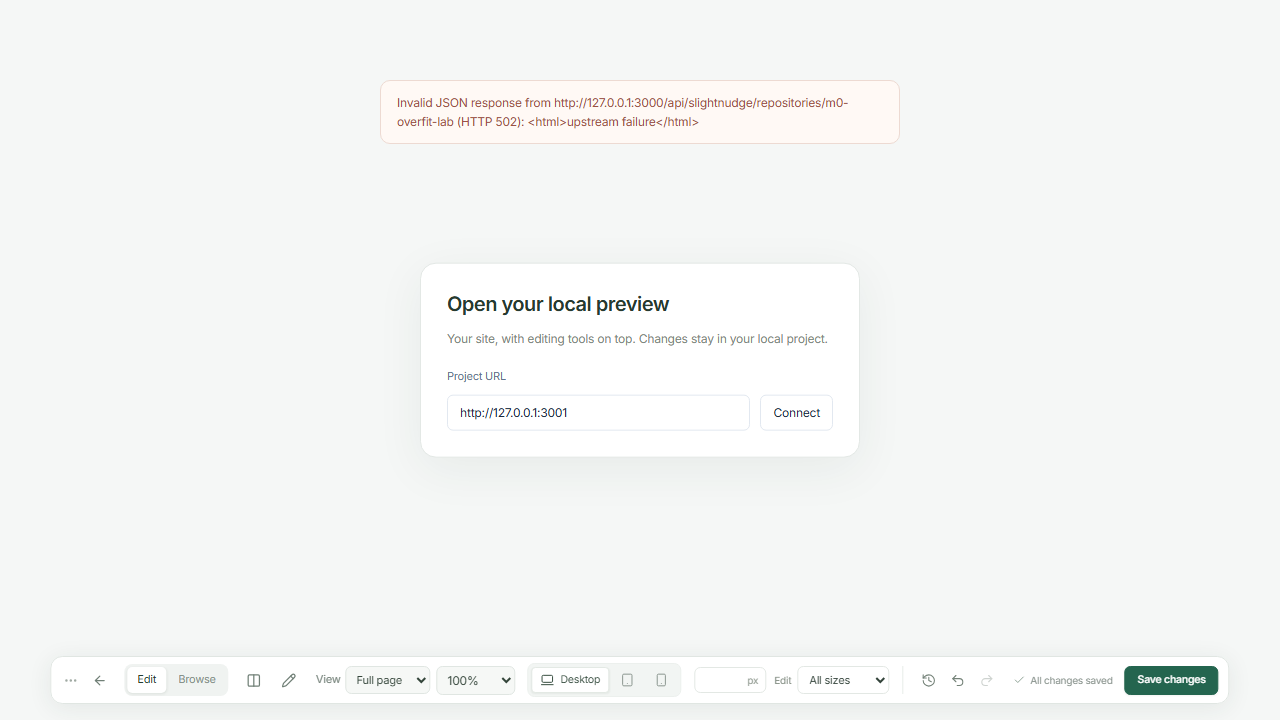 Invalid JSON response from http://127.0.0.1:3000/api/slightnudge/repositories/m0-
overfit-lab (HTTP 502): <html>upstream failure</html>
Open your local preview
Your site, with editing tools on top. Changes stay in your local project.
Project URL
http://127.0.0.1:3001
Connect
Edit
Browse
View
Full page
100%
Desktop
px
Edit
All sizes
All changes saved
Save changes